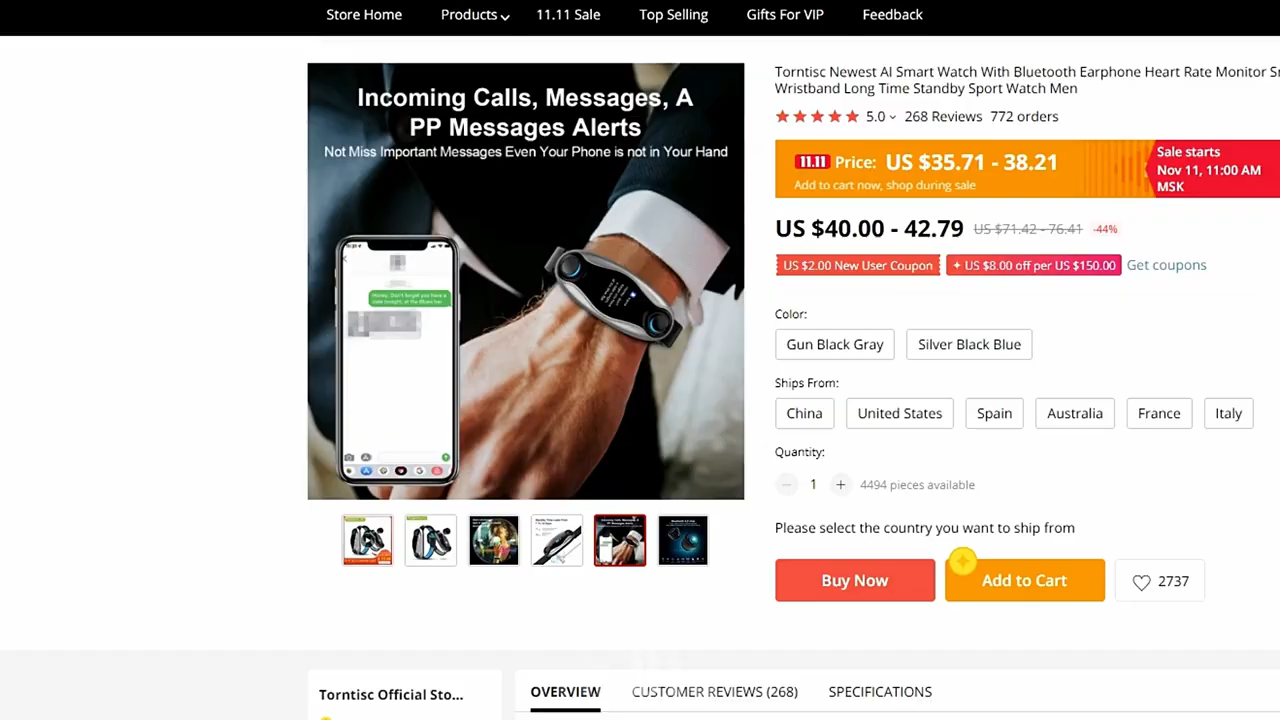 Store Home Products 11.11 Sale Top Selling Gifts For VIP Feedback
Incoming Calls, Messages, A
PP Messages Alerts
Not Miss Important Messages Even Your Phone is not in Your Hand
Torntisc Newest AI Smart Watch With Bluetooth Earphone Heart Rate Monitor
Wristband Long Time Standby Sport Watch Men
5.0 268 Reviews 772 orders
11.11 Price: US $35.71 - 38.21
Add to cart now, shop during sale
Sale starts
Nov 11, 11:00 AM
MSK
US $40.00 - 42.79 US $71.42 - 76.41 -44%
US $2.00 New User Coupon + US $8.00 off per US $150.00 Get coupons
Color:
Gun Black Gray Silver Black Blue
Ships From:
China United States Spain Australia France Italy
Quantity:
1 + 4494 pieces available
Please select the country you want to ship from
Buy Now Add to Cart 2737
Torntisc Official Sto...
OVERVIEW CUSTOMER REVIEWS (268) SPECIFICATIONS